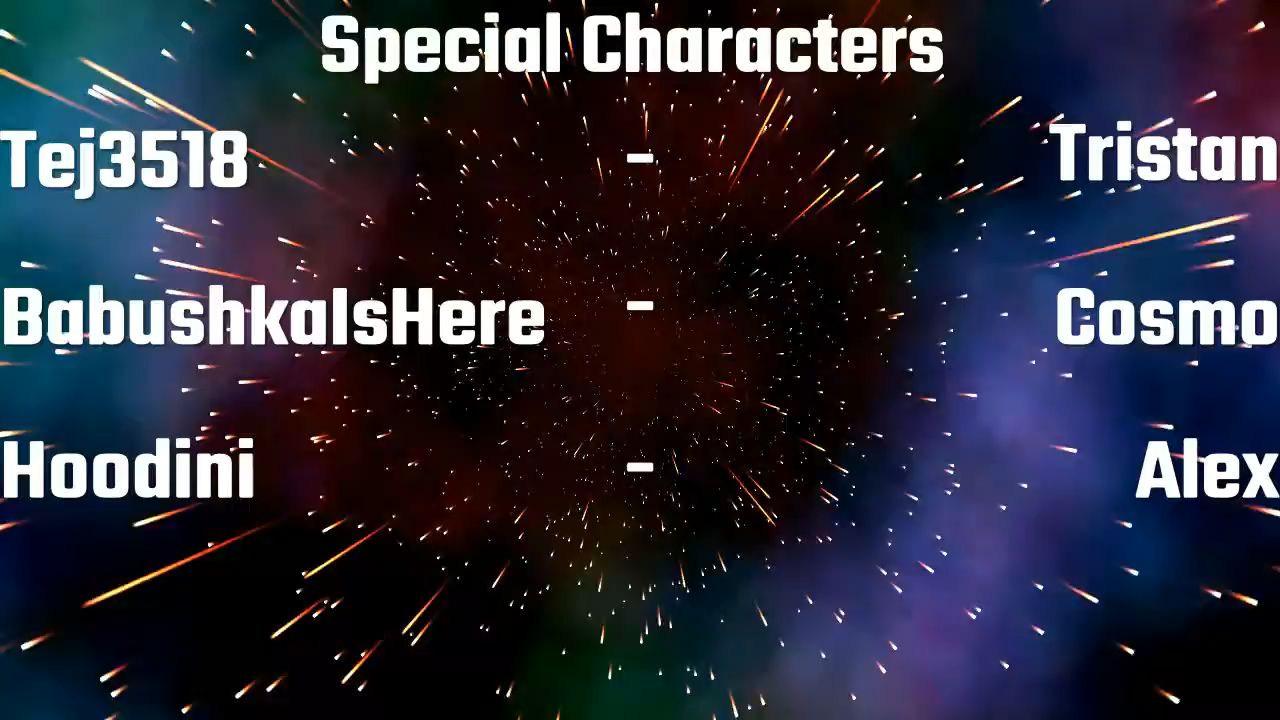 Special Characters
Tej3518 - Tristan
BabushkaIsHere - Cosmo
Hoodini - Alex